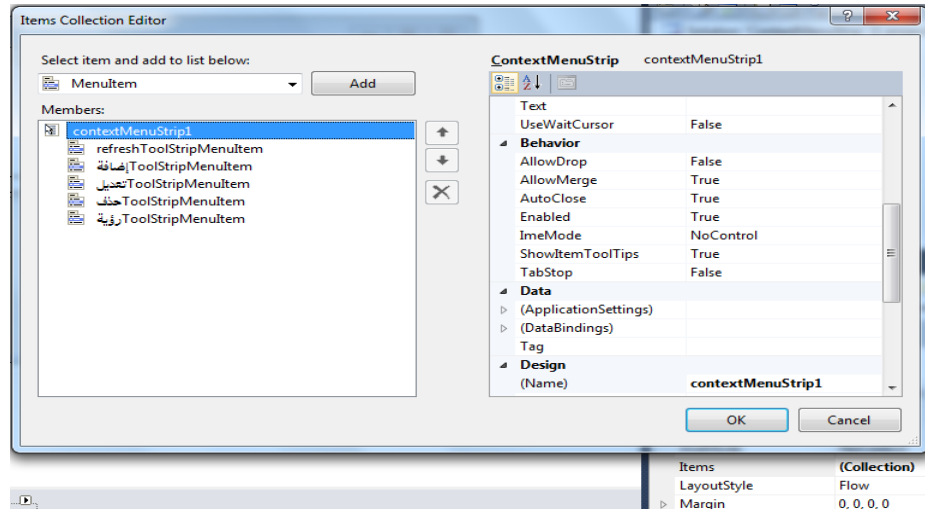 Items Collection Editor
Select item and add to list below:
MenuItem
Add
Members:
contextMenuStrip1
refreshToolStripMenuItem
إضافةToolStripMenuItem
تعديلToolStripMenuItem
حذفToolStripMenuItem
رؤيةToolStripMenuItem
ContextMenuStrip contextMenuStrip1
Text
UseWaitCursor False
Behavior
AllowDrop False
AllowMerge True
AutoClose True
Enabled True
ImeMode NoControl
ShowItemToolTips True
TabStop False
Data
(ApplicationSettings)
(DataBindings)
Tag
Design
(Name) contextMenuStrip1
OK
Cancel
Items (Collection)
LayoutStyle Flow
Margin 0, 0, 0, 0